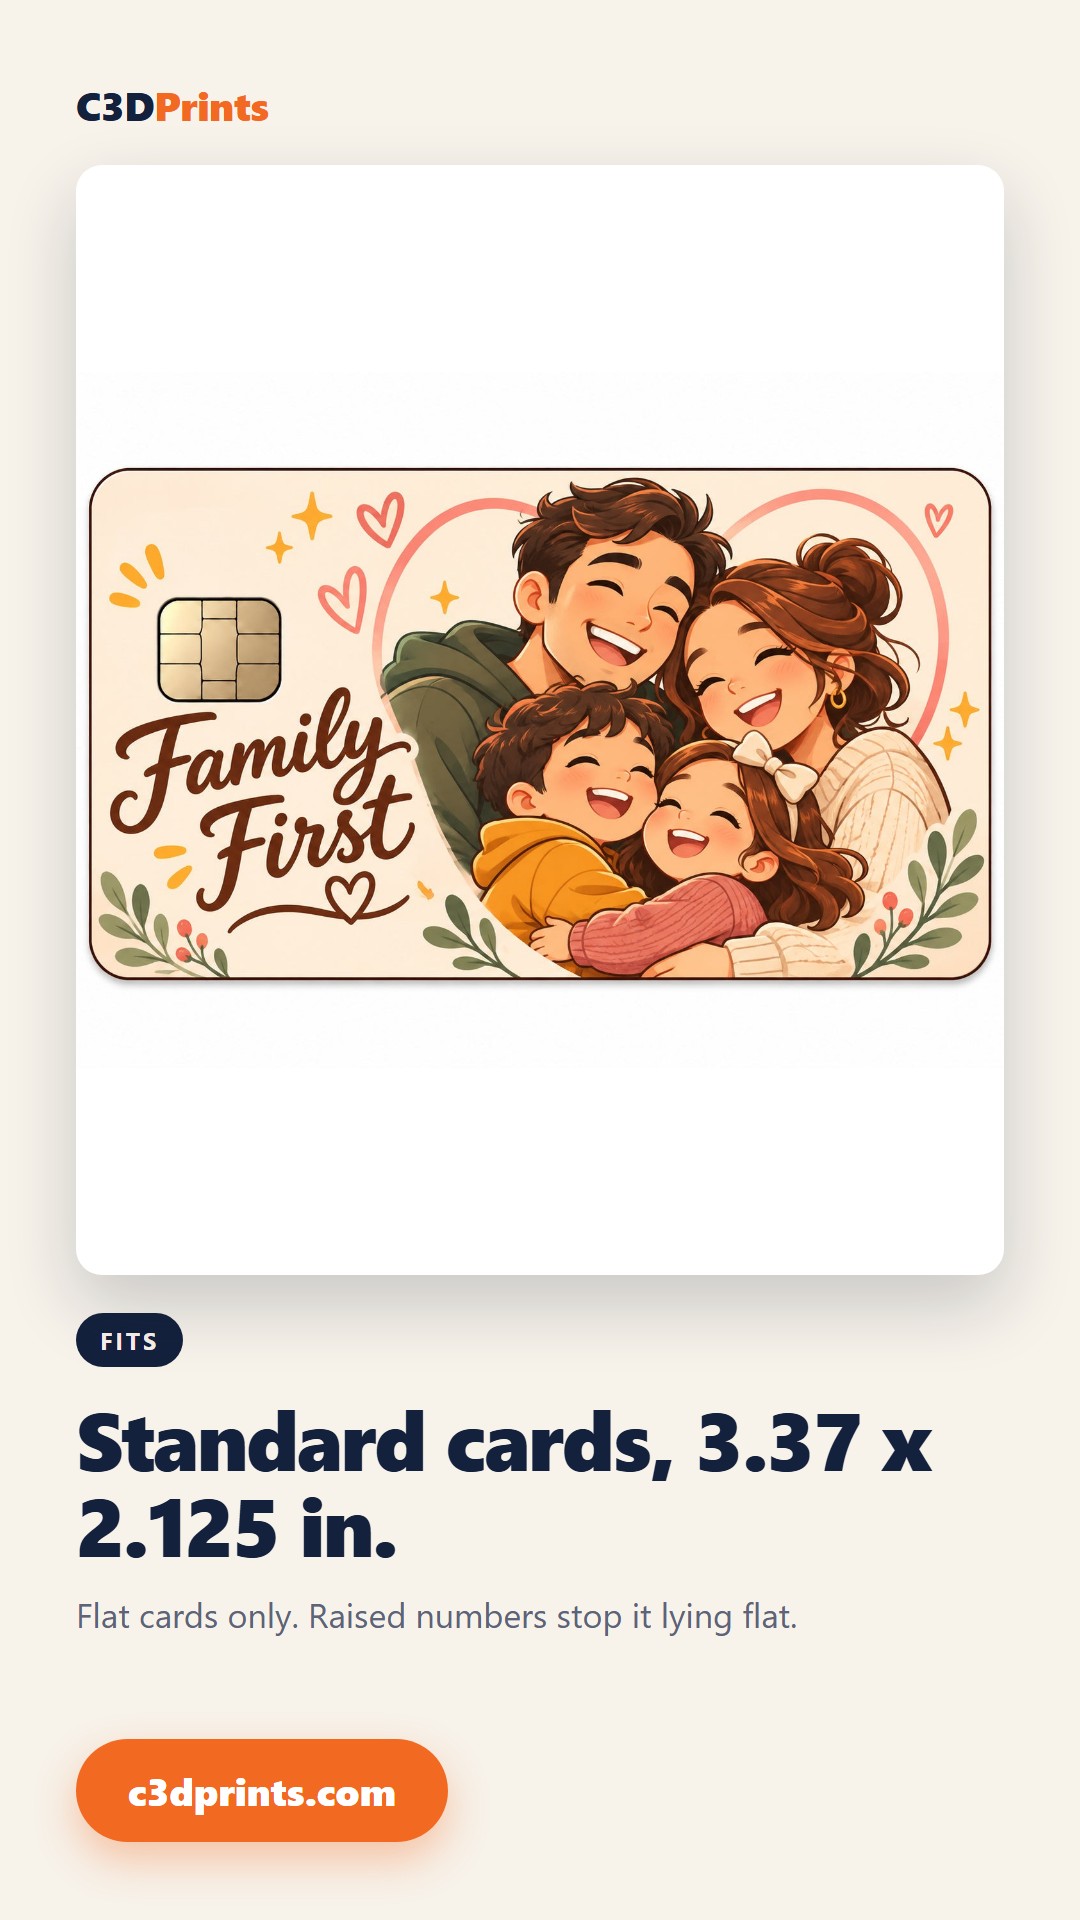 C3DPrints
Family
First
FITS
Standard cards, 3.37 x
2.125 in.
Flat cards only. Raised numbers stop it lying flat.
c3dprints.com